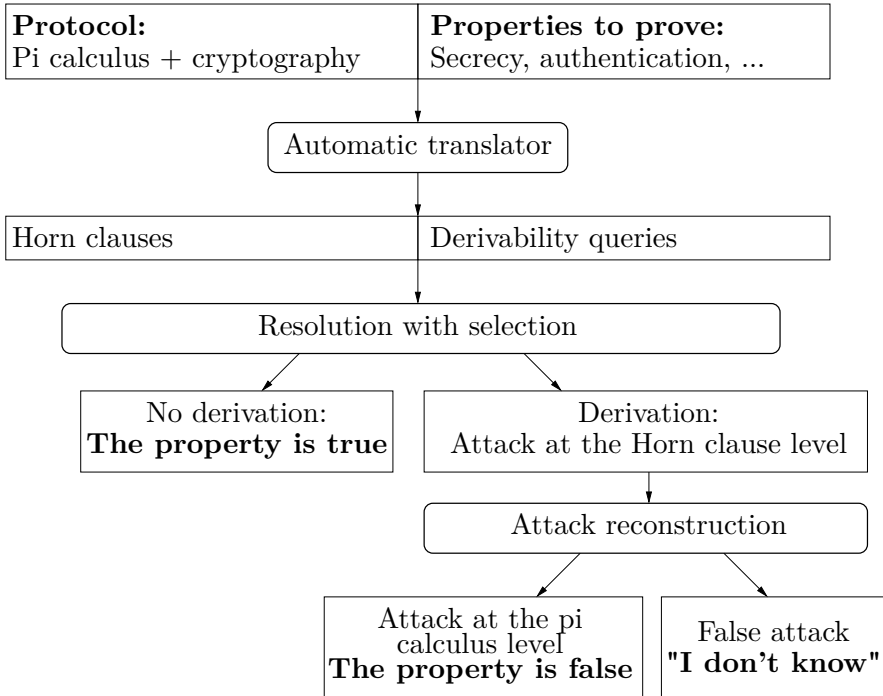 Protocol:
Pi calculus + cryptography
Properties to prove:
Secrecy, authentication, ...
Automatic translator
Horn clauses
Derivability queries
Resolution with selection
No derivation:
The property is true
Derivation:
Attack at the Horn clause level
Attack reconstruction
Attack at the pi
calculus level
The property is false
False attack
"I don't know"